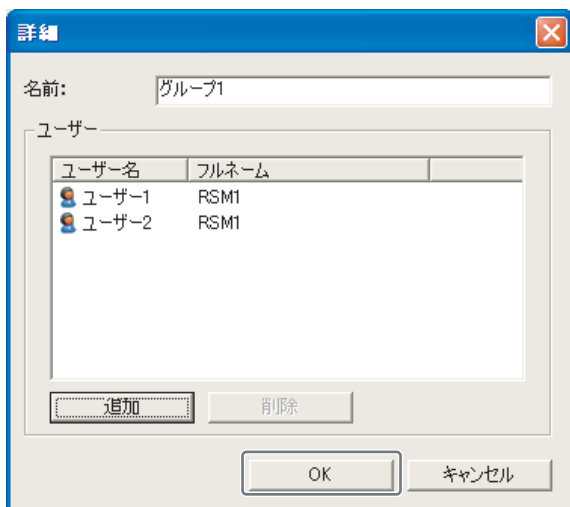 詳細
名前: グループ1
ユーザー
ユーザー名 フルネーム
ユーザー1 RSM1
ユーザー2 RSM1
追加 削除
OK キャンセル